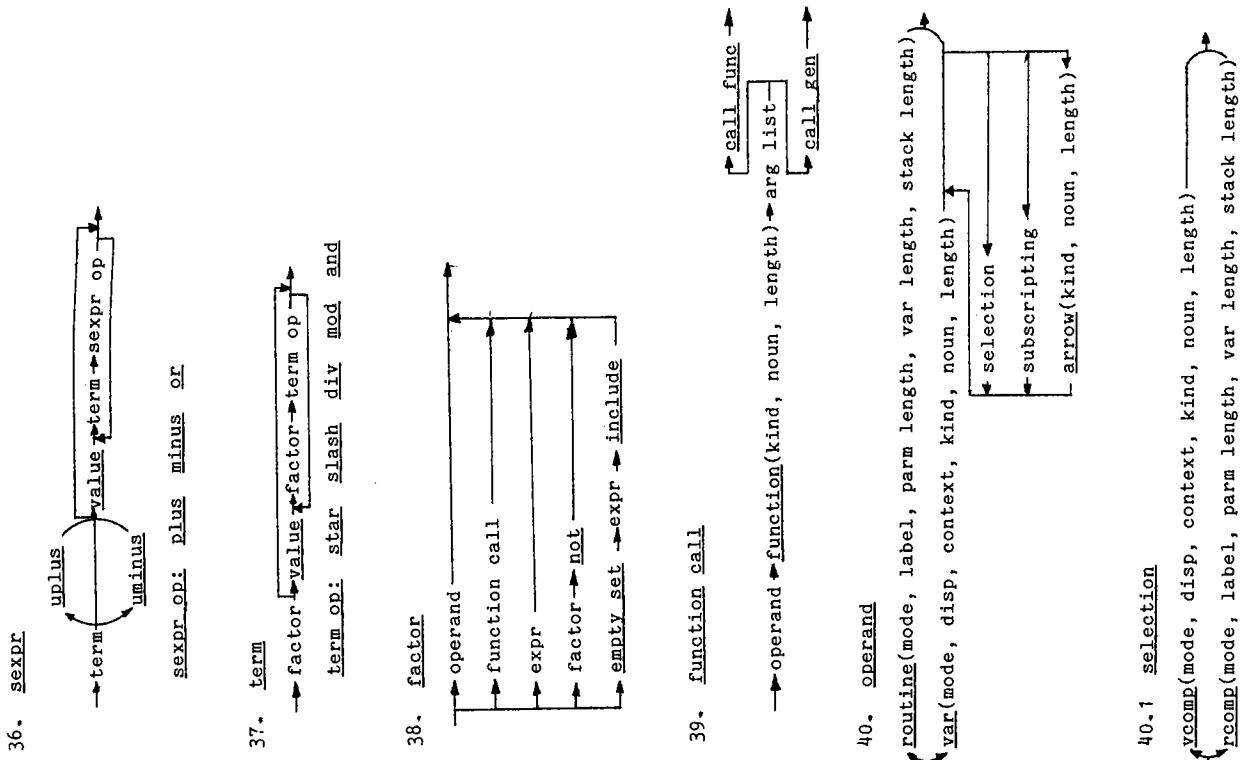 36. sexpr
uplus
term value term sexpr op
uminus
sexpr op: plus minus or
37. term
factor value factor term op
term op: star slash div mod and
38. factor
operand
function call
expr
factor not
empty set expr include
39. function call
call func
operand function(kind, noun, length) arg list
call gen
40. operand
routine(mode, label, parm length, var length, stack length)
var(mode, disp, context, kind, noun, length)
selection
subscripting
arrow(kind, noun, length)
40.1 selection
vcomp(mode, disp, context, kind, noun, length)
rcomp(mode, label, parm length, var length, stack length)